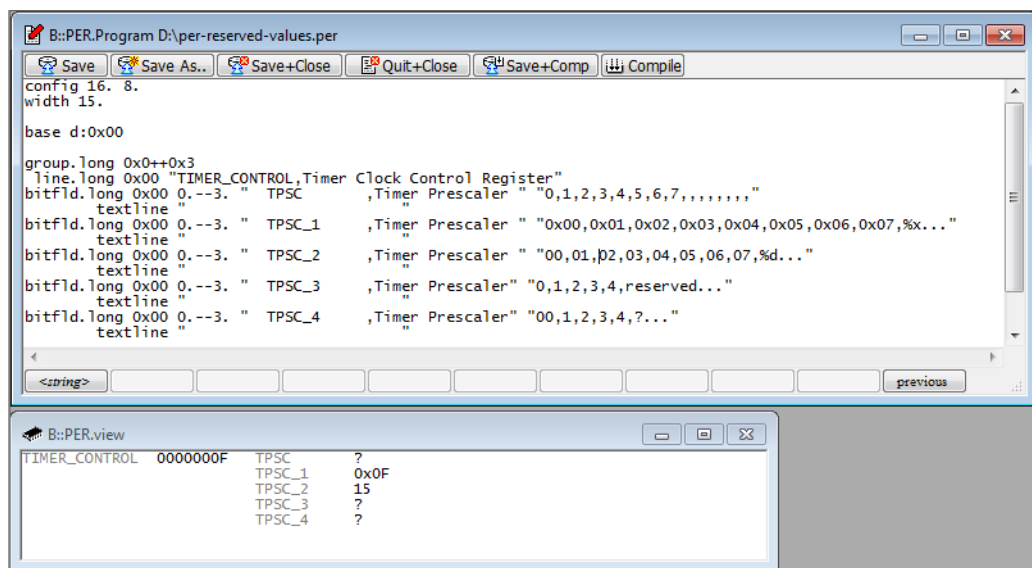 B::PER.Program D:\per-reserved-values.per
Save Save As.. Save+Close Quit+Close Save+Comp Compile
config 16. 8.
width 15.
base d:0x00
group.long 0x0++0x3
line.long 0x00 "TIMER_CONTROL,Timer Clock Control Register"
bitfld.long 0x00 0.--3. " TPSC ,Timer Prescaler " "0,1,2,3,4,5,6,7,,,,,,,,"
textline " "
bitfld.long 0x00 0.--3. " TPSC_1 ,Timer Prescaler " "0x00,0x01,0x02,0x03,0x04,0x05,0x06,0x07,%x..."
textline " "
bitfld.long 0x00 0.--3. " TPSC_2 ,Timer Prescaler " "00,01,02,03,04,05,06,07,%d..."
textline " "
bitfld.long 0x00 0.--3. " TPSC_3 ,Timer Prescaler" "0,1,2,3,4,reserved..."
textline " "
bitfld.long 0x00 0.--3. " TPSC_4 ,Timer Prescaler" "00,1,2,3,4,?..."
textline " "
<string> previous
B::PER.view
TIMER_CONTROL 0000000F TPSC ?
TPSC_1 0x0F
TPSC_2 15
TPSC_3 ?
TPSC_4 ?